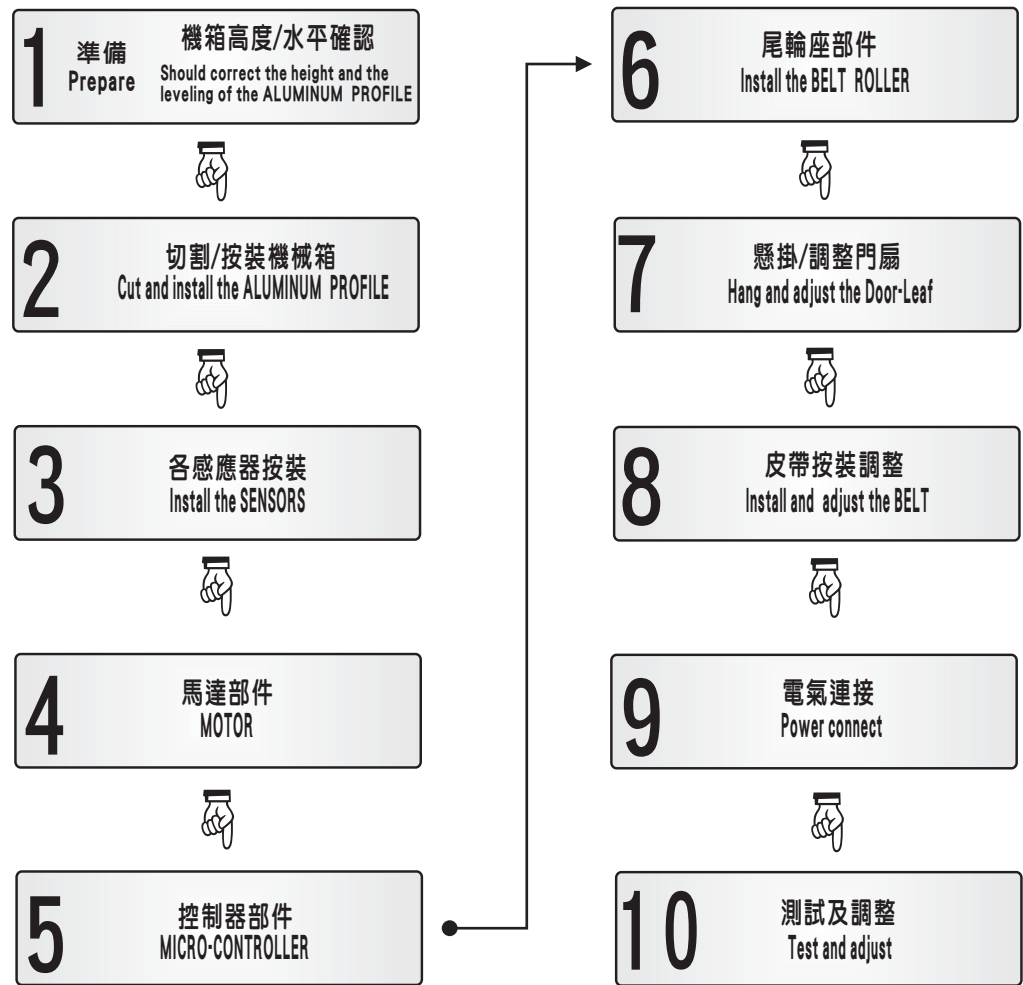 1
準備
Prepare
機箱高度/水平確認
Should correct the height and the
leveling of the ALUMINUM PROFILE
2
切割/按裝機械箱
Cut and install the ALUMINUM PROFILE
3
各感應器按裝
Install the SENSORS
4
馬達部件
MOTOR
5
控制器部件
MICRO-CONTROLLER
6
尾輪座部件
Install the BELT ROLLER
7
懸掛/調整門扇
Hang and adjust the Door-Leaf
8
皮帶按裝調整
Install and adjust the BELT
9
電氣連接
Power connect
10
測試及調整
Test and adjust